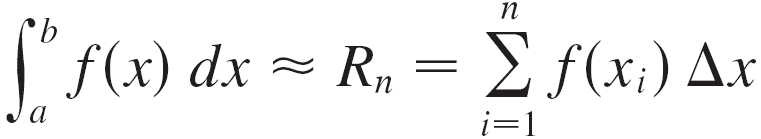 ∫_a^b f(x) dx ≈ R_n = ∑_{i=1}^n f(x_i) Δx